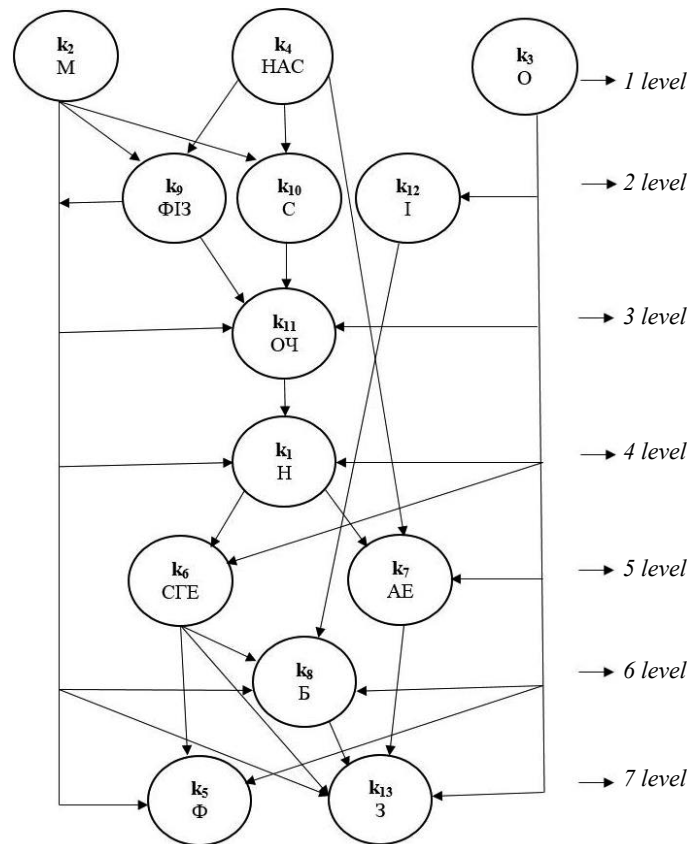 k₂
М
k₄
НАС
k₃
О
1 level
k₉
ФІЗ
k₁₀
С
k₁₂
І
2 level
k₁₁
ОЧ
3 level
k₁
Н
4 level
k₆
СГЕ
k₇
АЕ
5 level
k₈
Б
6 level
k₅
Ф
k₁₃
З
7 level